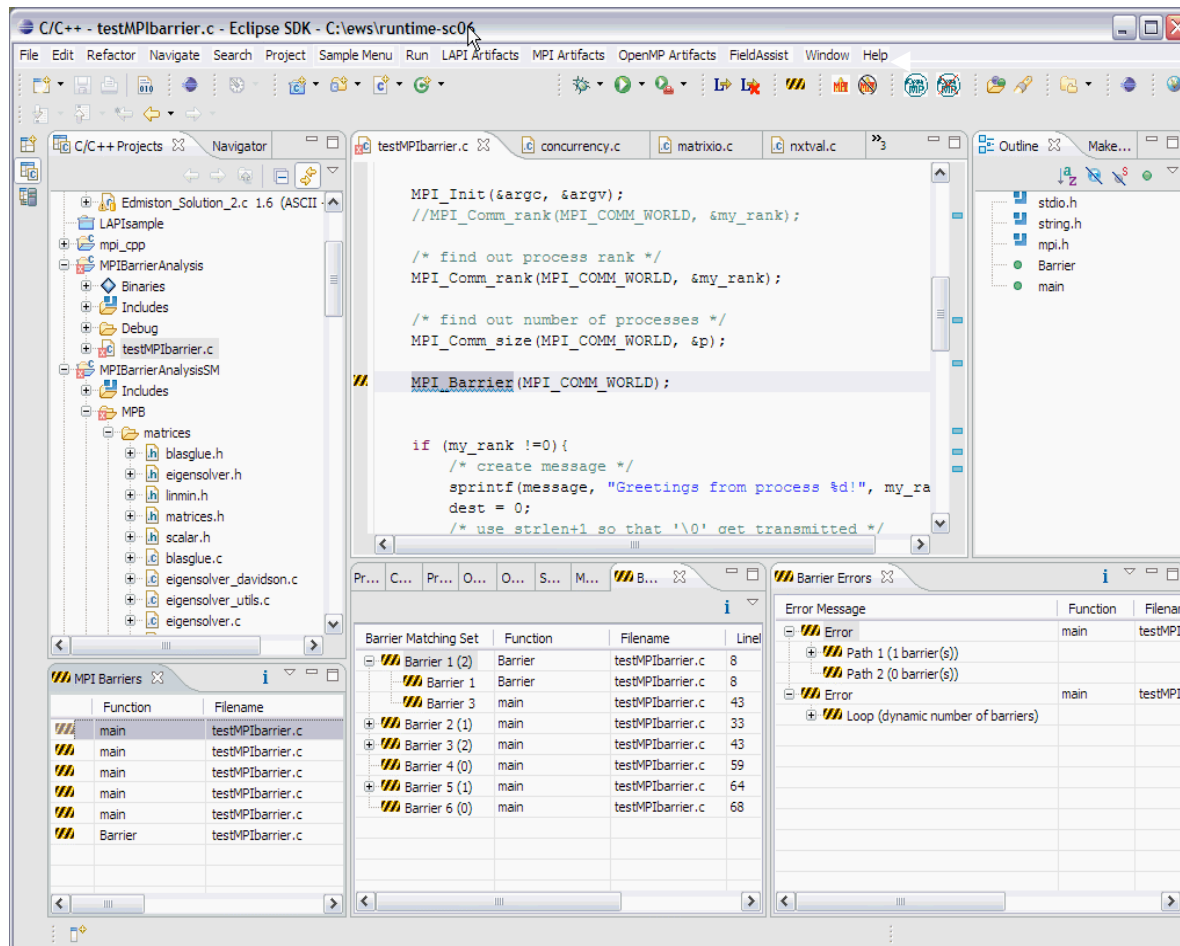 C/C++ - testMPIbarrier.c - Eclipse SDK - C:\ews\runtime-sc06
File Edit Refactor Navigate Search Project Sample Menu Run LAPI Artifacts MPI Artifacts OpenMP Artifacts FieldAssist Window Help
C/C++ Projects Navigator
Edmiston_Solution_2.c 1.6 (ASCII -
LAPIsample
mpi_cpp
MPIBarrierAnalysis
Binaries
Includes
Debug
testMPIbarrier.c
MPIBarrierAnalysisSM
Includes
MPB
matrices
blasglue.h
eigensolver.h
linmin.h
matrices.h
scalar.h
blasglue.c
eigensolver_davidson.c
eigensolver_utils.c
eigensolver.c
testMPIbarrier.c concurrency.c matrixio.c nxtval.c »3
MPI_Init(&argc, &argv);
//MPI_Comm_rank(MPI_COMM_WORLD, &my_rank);
/* find out process rank */
MPI_Comm_rank(MPI_COMM_WORLD, &my_rank);
/* find out number of processes */
MPI_Comm_size(MPI_COMM_WORLD, &p);
MPI_Barrier(MPI_COMM_WORLD);
if (my_rank !=0){
/* create message */
sprintf(message, "Greetings from process %d!", my_ra
dest = 0;
/* use strlen+1 so that '\0' get transmitted */
Outline Make...
stdio.h
string.h
mpi.h
Barrier
main
MPI Barriers
Function Filename
main testMPIbarrier.c
main testMPIbarrier.c
main testMPIbarrier.c
main testMPIbarrier.c
main testMPIbarrier.c
Barrier testMPIbarrier.c
Pr... C... Pr... O... O... S... M... B...
Barrier Matching Set Function Filename LineI
Barrier 1 (2) Barrier testMPIbarrier.c 8
Barrier 1 Barrier testMPIbarrier.c 8
Barrier 3 main testMPIbarrier.c 43
Barrier 2 (1) main testMPIbarrier.c 33
Barrier 3 (2) main testMPIbarrier.c 43
Barrier 4 (0) main testMPIbarrier.c 59
Barrier 5 (1) main testMPIbarrier.c 64
Barrier 6 (0) main testMPIbarrier.c 68
Barrier Errors
Error Message Function Filenar
Error main testMPI
Path 1 (1 barrier(s))
Path 2 (0 barrier(s))
Error main testMPI
Loop (dynamic number of barriers)